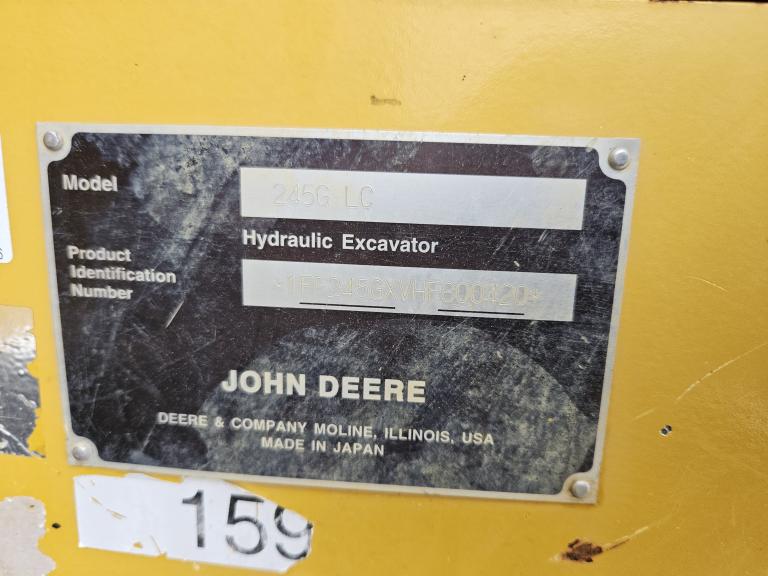 Model
245G LC
Hydraulic Excavator
Product
Identification
Number
JOHN DEERE
DEERE & COMPANY MOLINE, ILLINOIS, USA
MADE IN JAPAN
159